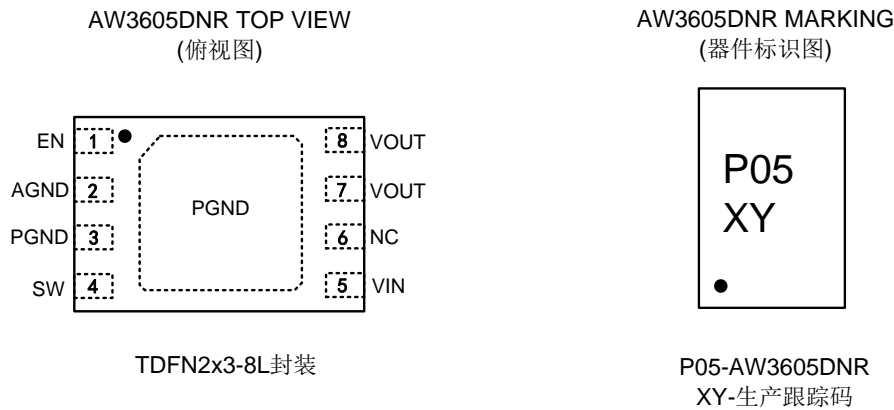 AW3605DNR TOP VIEW
(俯视图)
EN 1 8 VOUT
AGND 2 7 VOUT
PGND
PGND 3 6 NC
SW 4 5 VIN
TDFN2x3-8L封装
AW3605DNR MARKING
(器件标识图)
P05
XY
P05-AW3605DNR
XY-生产跟踪码